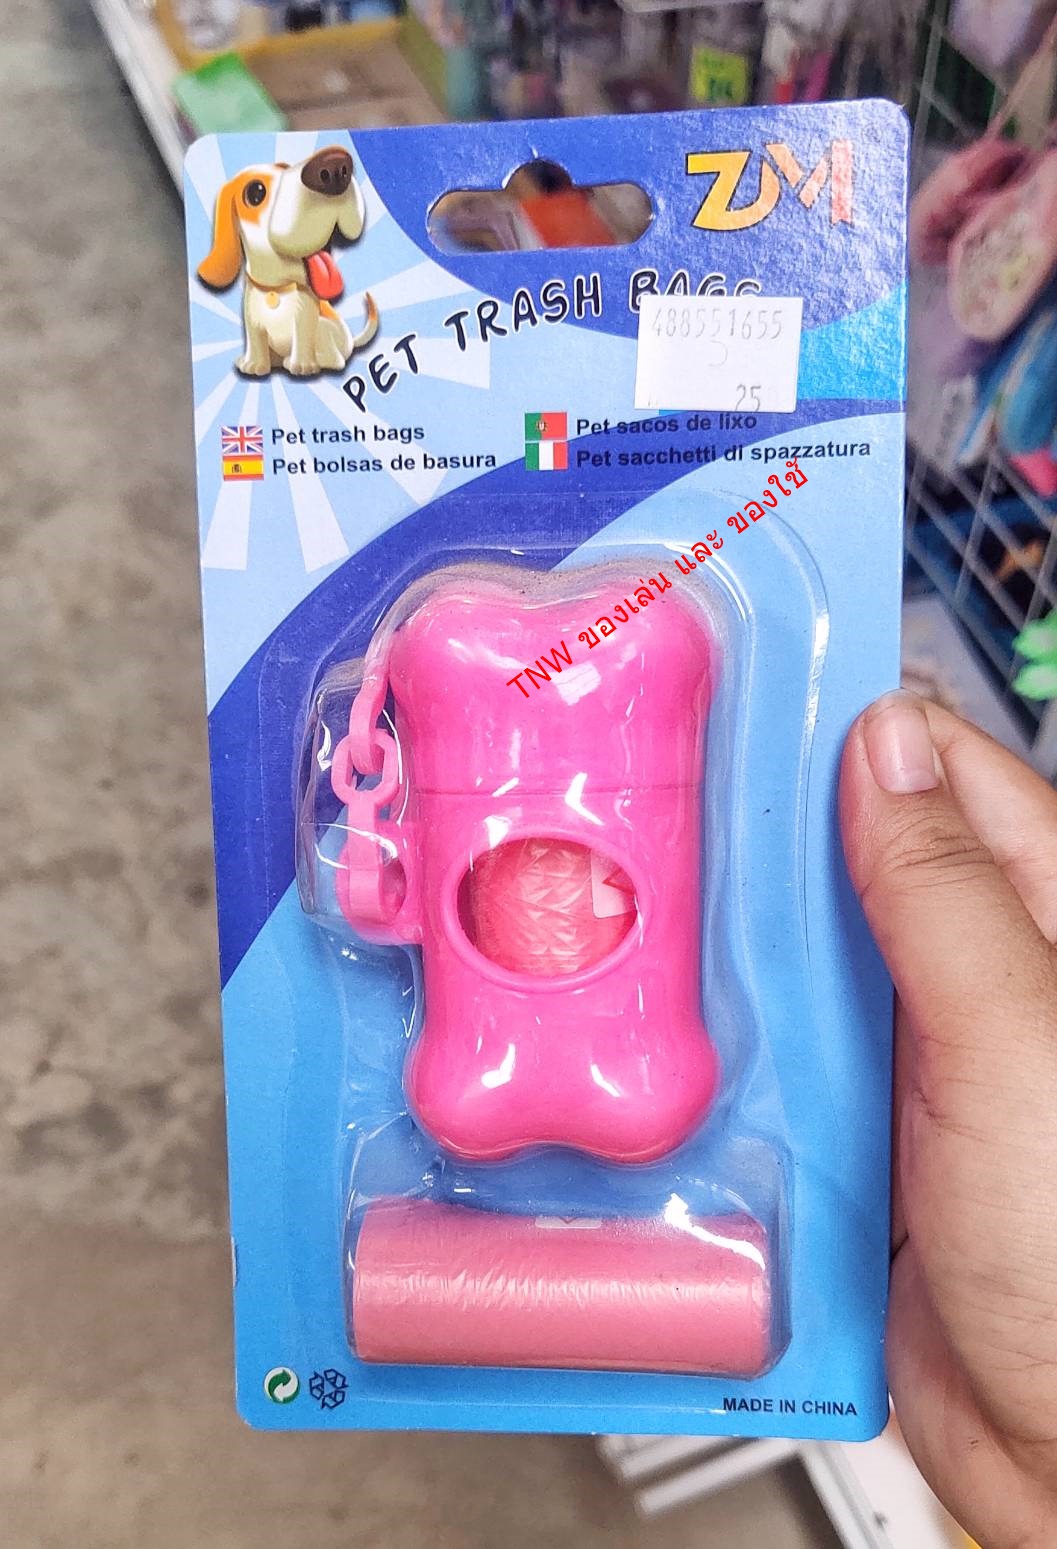 ZM
PET TRASH BAGS
488551655
25
Pet trash bags
Pet bolsas de basura
Pet sacos de lixo
Pet sacchetti di spazzatura
TNW ของเล่น และ ของใช้
MADE IN CHINA